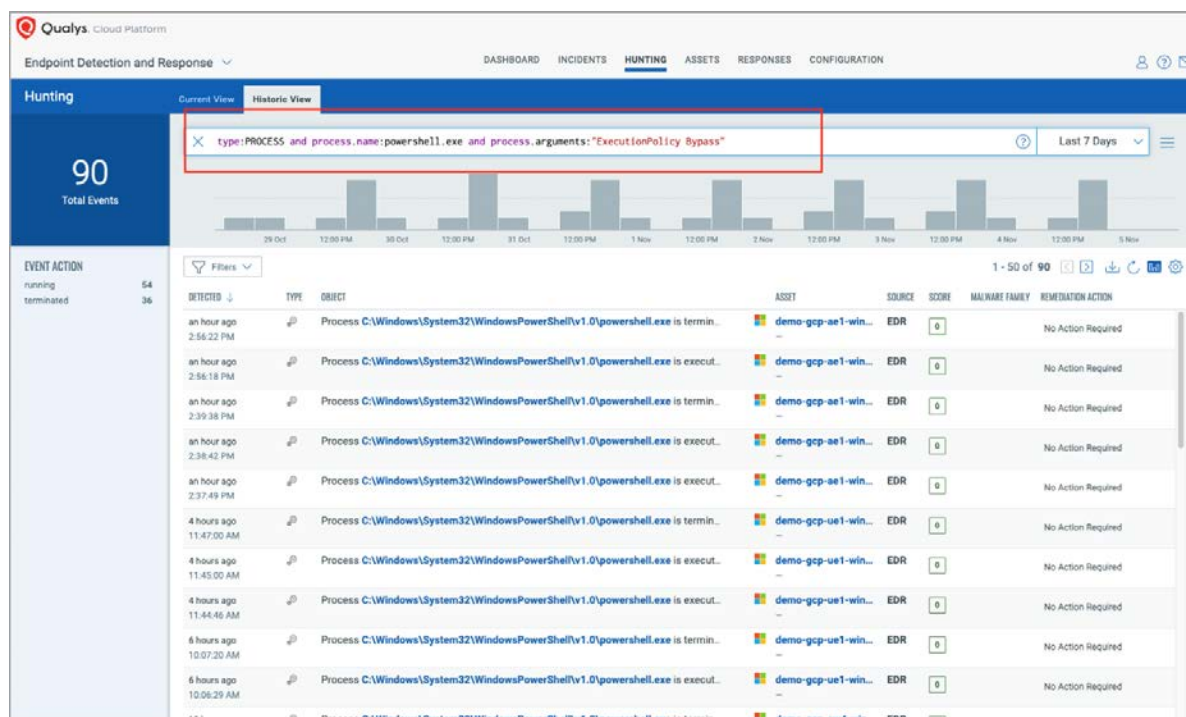 Qualys. Cloud Platform
Endpoint Detection and Response
DASHBOARD INCIDENTS HUNTING ASSETS RESPONSES CONFIGURATION
Hunting
Current View Historic View
type:PROCESS and process.name:powershell.exe and process.arguments:"ExecutionPolicy Bypass"
Last 7 Days
90
Total Events
29 Oct 12:00 PM 30 Oct 12:00 PM 31 Oct 12:00 PM 1 Nov 12:00 PM 2 Nov 12:00 PM 3 Nov 12:00 PM 4 Nov 12:00 PM 5 Nov
EVENT ACTION
running 54
terminated 36
Filters
1 - 50 of 90
DETECTED TYPE OBJECT ASSET SOURCE SCORE MALWARE FAMILY REMEDIATION ACTION
an hour ago Process C:\Windows\System32\WindowsPowerShell\v1.0\powershell.exe is termin... demo-gcp-ae1-win... EDR 0 No Action Required
2:56:22 PM
an hour ago Process C:\Windows\System32\WindowsPowerShell\v1.0\powershell.exe is execut... demo-gcp-ae1-win... EDR 0 No Action Required
2:56:18 PM
an hour ago Process C:\Windows\System32\WindowsPowerShell\v1.0\powershell.exe is termin... demo-gcp-ae1-win... EDR 0 No Action Required
2:39:38 PM
an hour ago Process C:\Windows\System32\WindowsPowerShell\v1.0\powershell.exe is execut... demo-gcp-ae1-win... EDR 0 No Action Required
2:38:42 PM
an hour ago Process C:\Windows\System32\WindowsPowerShell\v1.0\powershell.exe is execut... demo-gcp-ae1-win... EDR 0 No Action Required
2:37:49 PM
4 hours ago Process C:\Windows\System32\WindowsPowerShell\v1.0\powershell.exe is termin... demo-gcp-ue1-win... EDR 0 No Action Required
11:47:00 AM
4 hours ago Process C:\Windows\System32\WindowsPowerShell\v1.0\powershell.exe is execut... demo-gcp-ue1-win... EDR 0 No Action Required
11:45:00 AM
4 hours ago Process C:\Windows\System32\WindowsPowerShell\v1.0\powershell.exe is execut... demo-gcp-ue1-win... EDR 0 No Action Required
11:44:46 AM
6 hours ago Process C:\Windows\System32\WindowsPowerShell\v1.0\powershell.exe is termin... demo-gcp-ue1-win... EDR 0 No Action Required
10:07:20 AM
6 hours ago Process C:\Windows\System32\WindowsPowerShell\v1.0\powershell.exe is execut... demo-gcp-ue1-win... EDR 0 No Action Required
10:06:29 AM